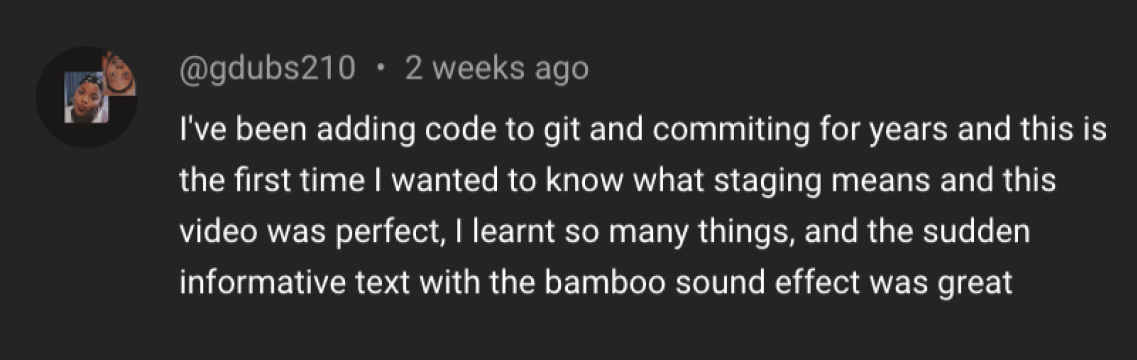 @gdubs210 • 2 weeks ago
I've been adding code to git and commiting for years and this is
the first time I wanted to know what staging means and this
video was perfect, I learnt so many things, and the sudden
informative text with the bamboo sound effect was great